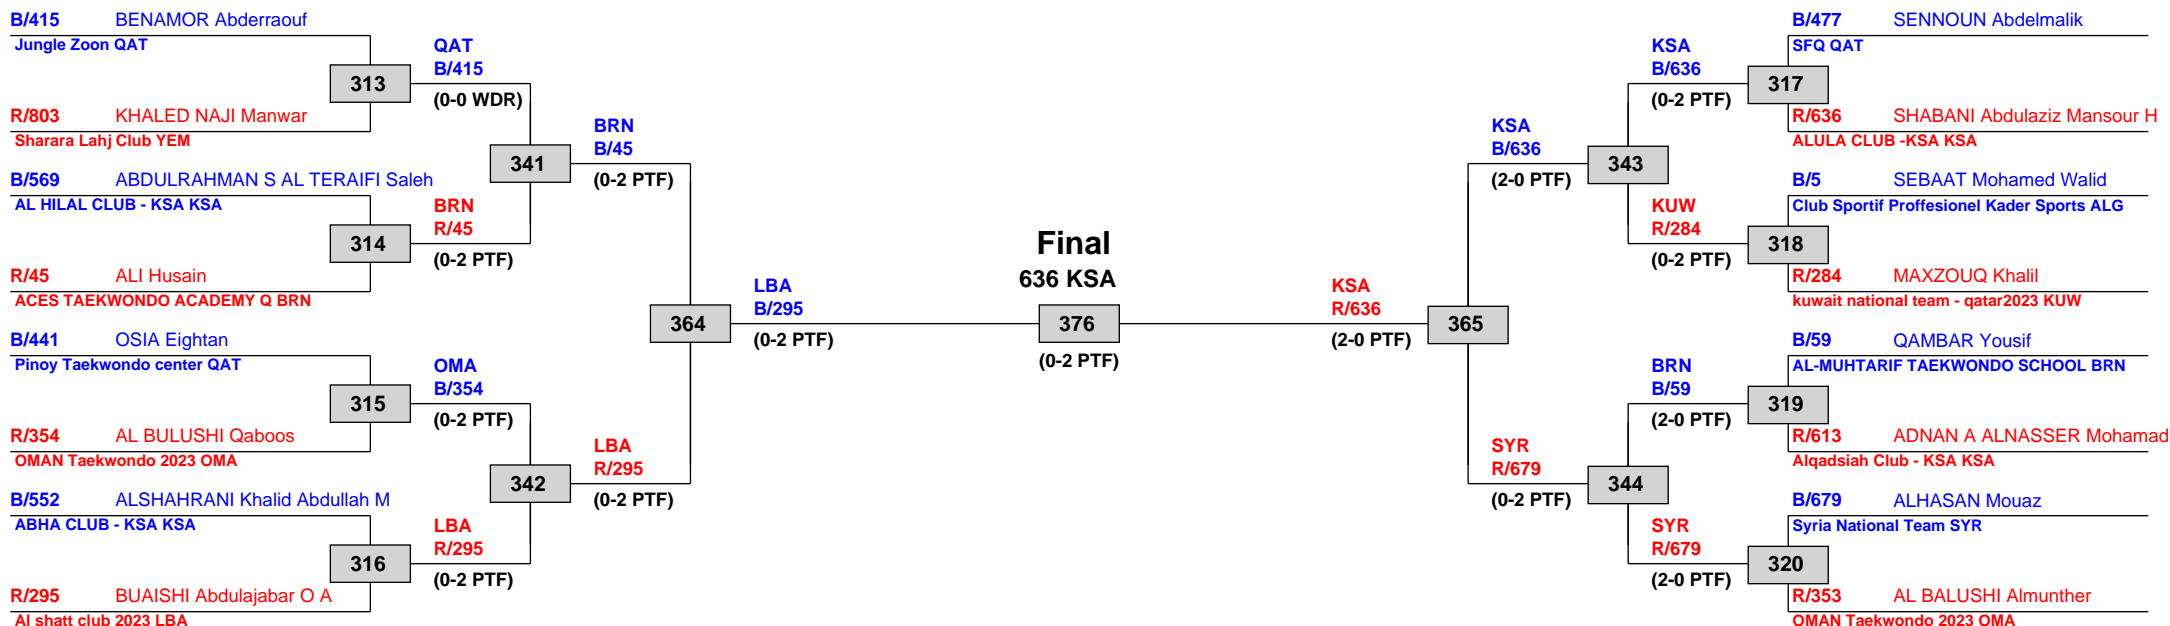 B/415 BENAMOR Abderraouf
Jungle Zoon QAT
313
R/803 KHALED NAJI Manwar
Sharara Lahj Club YEM
B/569 ABDULRAHMAN S AL TERAIFI Saleh
AL HILAL CLUB - KSA KSA
314
R/45 ALI Husain
ACES TAEKWONDO ACADEMY Q BRN
B/441 OSIA Eightan
Pinoy Taekwondo center QAT
315
R/354 AL BULUSHI Qaboos
OMAN Taekwondo 2023 OMA
B/552 ALSHAHRANI Khalid Abdullah M
ABHA CLUB - KSA KSA
316
R/295 BUAISHI Abdulajabar O A
Al shatt club 2023 LBA
QAT
B/415
(0-0 WDR)
341
BRN
R/45
(0-2 PTF)
OMA
B/354
(0-2 PTF)
342
LBA
R/295
(0-2 PTF)
BRN
B/45
(0-2 PTF)
364
LBA
R/295
(0-2 PTF)
LBA
B/295
(0-2 PTF)
Final
636 KSA
376
(0-2 PTF)
KSA
R/636
(2-0 PTF)
365
KSA
B/636
(2-0 PTF)
343
SYR
R/679
(0-2 PTF)
344
KSA
B/636
(0-2 PTF)
317
KUW
R/284
(0-2 PTF)
318
BRN
B/59
(2-0 PTF)
319
SYR
R/679
(2-0 PTF)
320
B/477 SENNOUN Abdelmalik
SFQ QAT
R/636 SHABANI Abdulaziz Mansour H
ALULA CLUB -KSA KSA
B/5 SEBAAT Mohamed Walid
Club Sportif Proffesionel Kader Sports ALG
R/284 MAXZOUQ Khalil
kuwait national team - qatar2023 KUW
B/59 QAMBAR Yousif
AL-MUHTARIF TAEKWONDO SCHOOL BRN
R/613 ADNAN A ALNASSER Mohamad
Alqadsiah Club - KSA KSA
B/679 ALHASAN Mouaz
Syria National Team SYR
R/353 AL BALUSHI Almunther
OMAN Taekwondo 2023 OMA